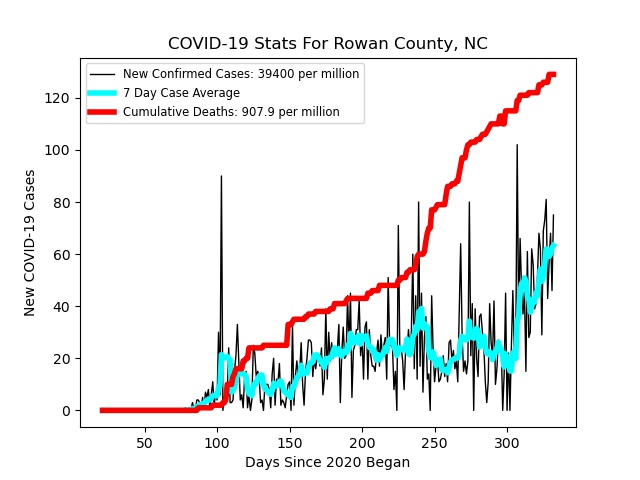 COVID-19 Stats For Rowan County, NC
New Confirmed Cases: 39400 per million
7 Day Case Average
Cumulative Deaths: 907.9 per million
New COVID-19 Cases
120
100
80
60
40
20
0
50 100 150 200 250 300
Days Since 2020 Began